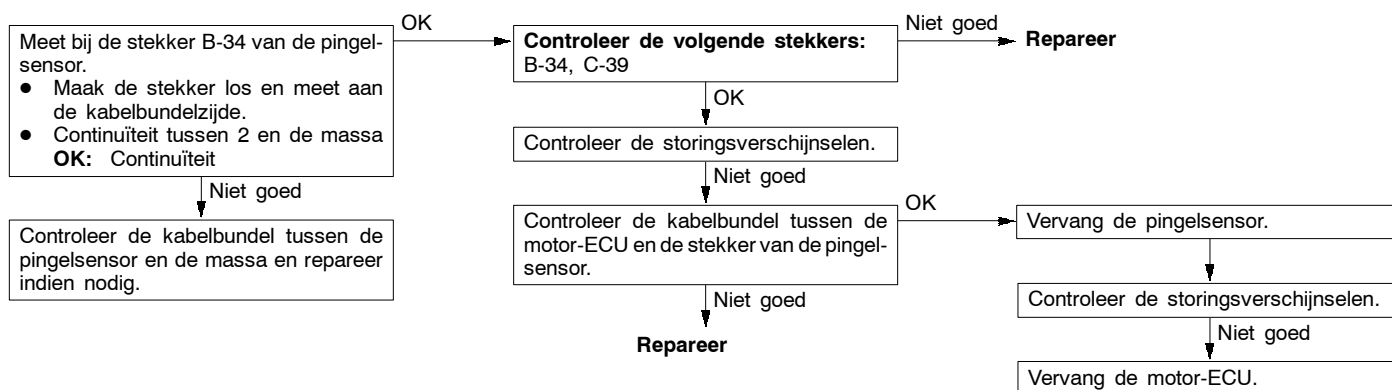 Meet bij de stekker B-34 van de pingel-
sensor.
● Maak de stekker los en meet aan
de kabelbundelzijde.
● Continuïteit tussen 2 en de massa
OK: Continuïteit
OK
Niet goed
Controleer de kabelbundel tussen de
pingelsensor en de massa en repareer
indien nodig.
Controleer de volgende stekkers:
B-34, C-39
Niet goed
Repareer
OK
Controleer de storingsverschijnselen.
Niet goed
Controleer de kabelbundel tussen de
motor-ECU en de stekker van de pingel-
sensor.
OK
Niet goed
Repareer
Vervang de pingelsensor.
Controleer de storingsverschijnselen.
Niet goed
Vervang de motor-ECU.